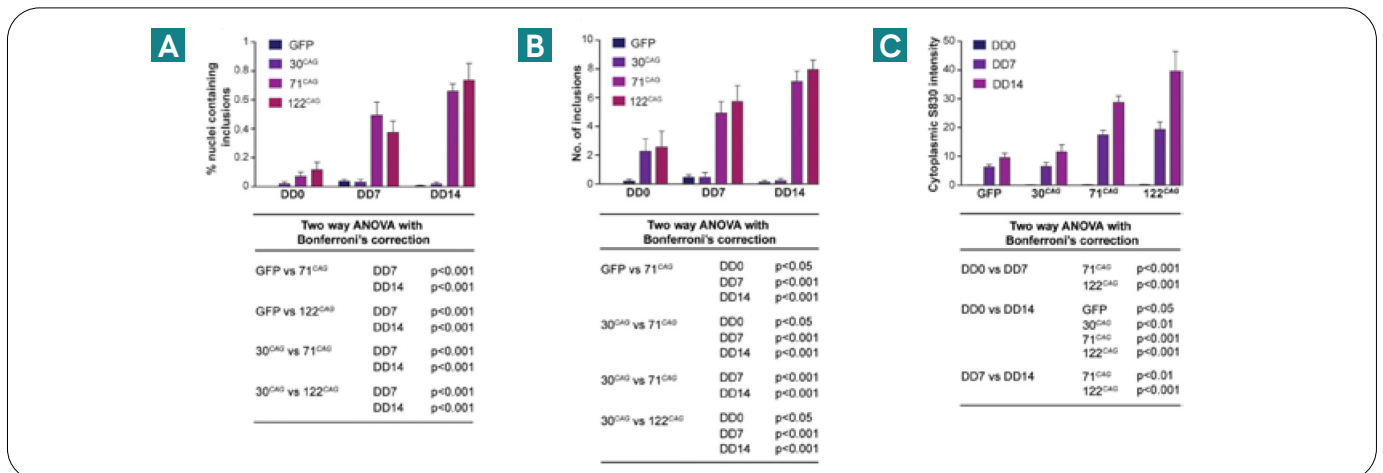 A
% nuclei containing
inclusions
1
0.8
0.4
0.2
0
GFP
30CAG
71CAG
122CAG
DD0 DD7 DD14
Two way ANOVA with
Bonferroni's correction
GFP vs 71CAG DD7 p<0.001
DD14 p<0.001
GFP vs 122CAG DD7 p<0.001
DD14 p<0.001
30CAG vs 71CAG DD7 p<0.001
DD14 p<0.001
30CAG vs 122CAG DD7 p<0.001
DD14 p<0.001
B
No. of inclusions
10
8
6
4
2
0
GFP
30CAG
71CAG
122CAG
DD0 DD7 DD14
Two way ANOVA with
Bonferroni's correction
GFP vs 71CAG DD0 p<0.05
DD7 p<0.001
DD14 p<0.001
30CAG vs 71CAG DD0 p<0.05
DD7 p<0.001
DD14 p<0.001
30CAG vs 71CAG DD7 p<0.001
DD14 p<0.001
30CAG vs 122CAG DD0 p<0.05
DD7 p<0.001
DD14 p<0.001
C
Cytoplasmic S830 intensity
50
40
30
20
10
0
DD0
DD7
DD14
GFP 30CAG 71CAG 122CAG
Two way ANOVA with
Bonferroni's correction
DD0 vs DD7 71CAG p<0.001
122CAG p<0.001
DD0 vs DD14 GFP p<0.05
30CAG p<0.01
71CAG p<0.001
122CAG p<0.001
DD7 vs DD14 71CAG p<0.01
122CAG p<0.001